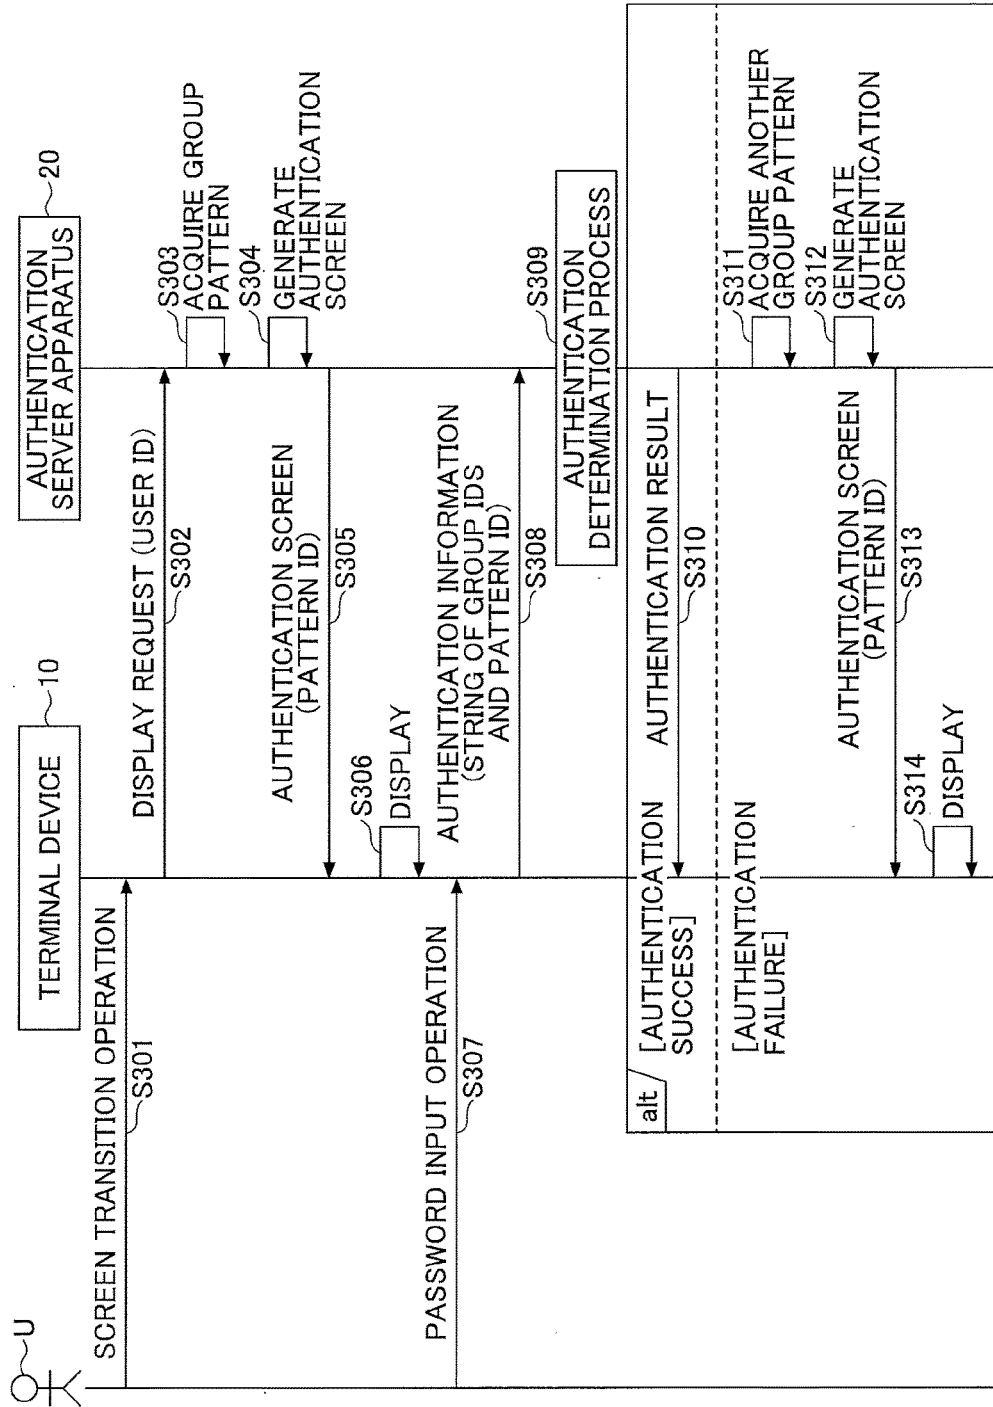 U
TERMINAL DEVICE
10
AUTHENTICATION
SERVER APPARATUS
20
SCREEN TRANSITION OPERATION
S301
DISPLAY REQUEST (USER ID)
S302
S303
ACQUIRE GROUP
PATTERN
S304
GENERATE
AUTHENTICATION
SCREEN
AUTHENTICATION SCREEN
(PATTERN ID)
S305
S306
DISPLAY
PASSWORD INPUT OPERATION
S307
AUTHENTICATION INFORMATION
(STRING OF GROUP IDS
AND PATTERN ID)
S308
S309
AUTHENTICATION
DETERMINATION PROCESS
alt
[AUTHENTICATION
SUCCESS]
AUTHENTICATION RESULT
S310
[AUTHENTICATION
FAILURE]
S311
ACQUIRE ANOTHER
GROUP PATTERN
S312
GENERATE
AUTHENTICATION
SCREEN
AUTHENTICATION SCREEN
(PATTERN ID)
S313
S314
DISPLAY